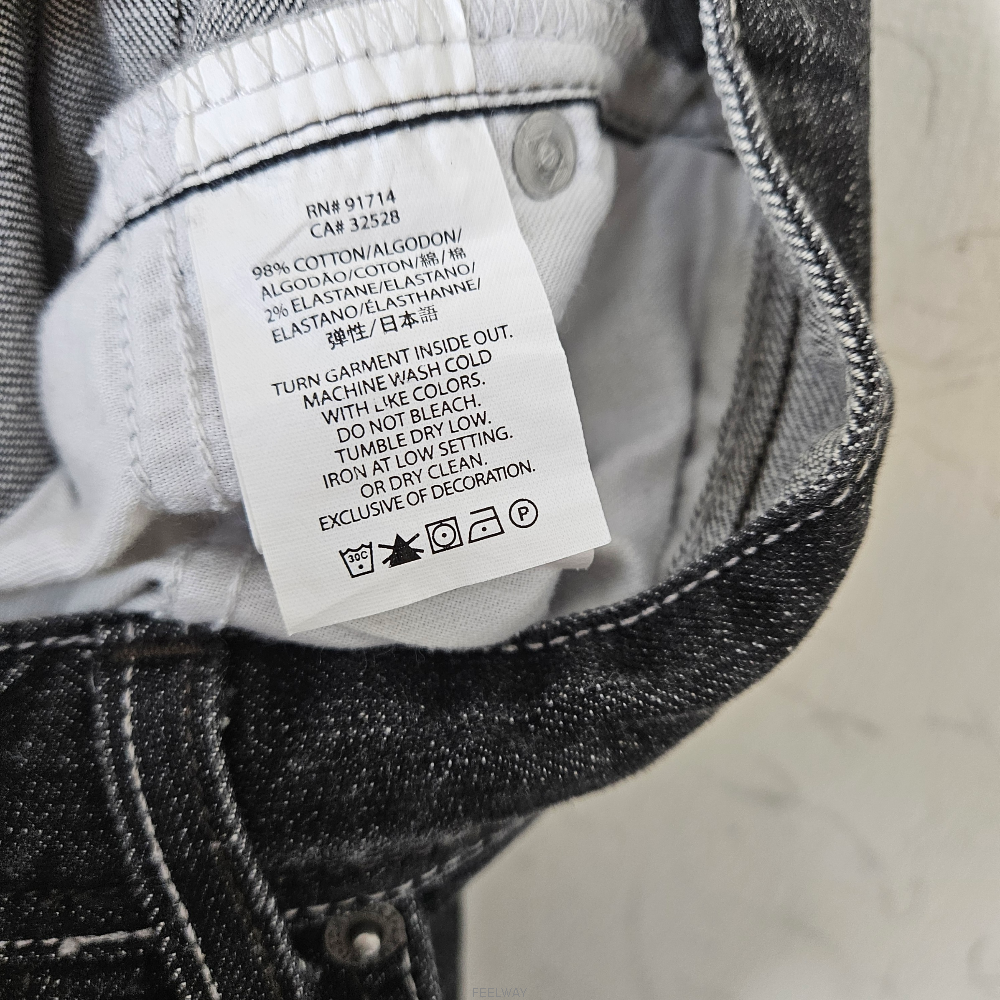 RN# 91714
CA# 32528
98% COTTON/ALGODON/
ALGODÃO/COTON/綿/棉
2% ELASTANE/ELASTANO/
ELASTANO/ÉLASTHANNE/
弹性/日本語
TURN GARMENT INSIDE OUT.
MACHINE WASH COLD
WITH LIKE COLORS.
DO NOT BLEACH.
TUMBLE DRY LOW.
IRON AT LOW SETTING.
OR DRY CLEAN.
EXCLUSIVE OF DECORATION.
30C P
FEELWAY